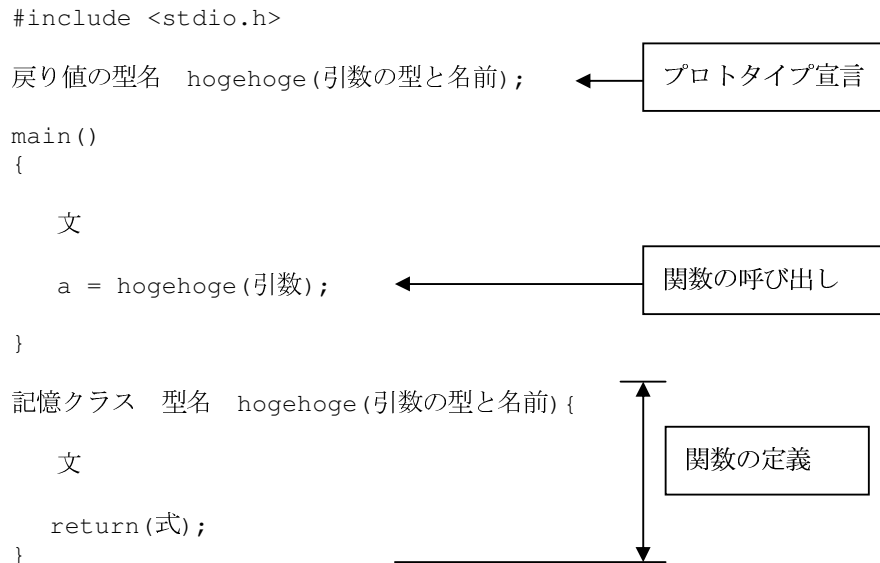 #include <stdio.h>
戻り値の型名　hogehoge(引数の型と名前);
プロトタイプ宣言
main()
{
文
a = hogehoge(引数);
関数の呼び出し
}
記憶クラス　型名　hogehoge(引数の型と名前){
文
関数の定義
return(式);
}